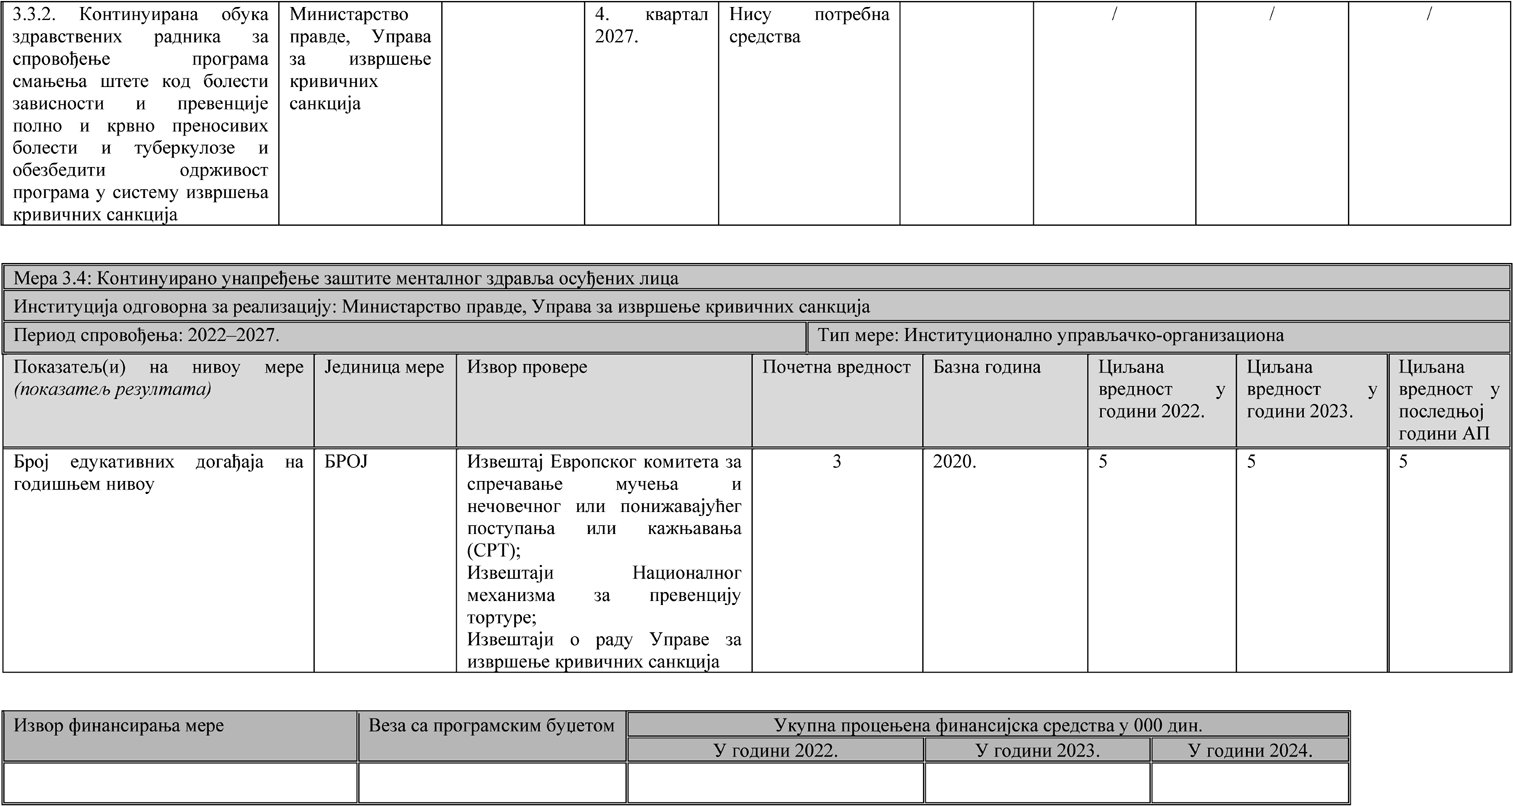 3.3.2. Континуирана обука
здравствених радника за
спровођење програма
смањења штете код болести
зависности и превенције
полно и крвно преносивих
болести и туберкулозе и
обезбедити одрживост
програма у систему извршења
кривичних санкција
Министарство
правде, Управа
за извршење
кривичних
санкција
4. квартал
2027.
Нису потребна
средства
/
/
/
Мера 3.4: Континуирано унапређење заштите менталног здравља осуђених лица
Институција одговорна за реализацију: Министарство правде, Управа за извршење кривичних санкција
Период спровођења: 2022–2027.
Тип мере: Институционално управљачко-организациона
Показатељ(и) на нивоу мере
(показатељ резултата)
Јединица мере
Извор провере
Почетна вредност
Базна година
Циљана
вредност у
години 2022.
Циљана
вредност у
години 2023.
Циљана
вредност у
последњој
години АП
Број едукативних догађаја на
годишњем нивоу
БРОЈ
Извештај Европског комитета за
спречавање мучења и
нечовечног или понижавајућег
поступања или кажњавања
(CPT);
Извештаји Националног
механизма за превенцију
тортуре;
Извештаји о раду Управе за
извршење кривичних санкција
3
2020.
5
5
5
Извор финансирања мере
Веза са програмским буџетом
Укупна процењена финансијска средства у 000 дин.
У години 2022.
У години 2023.
У години 2024.